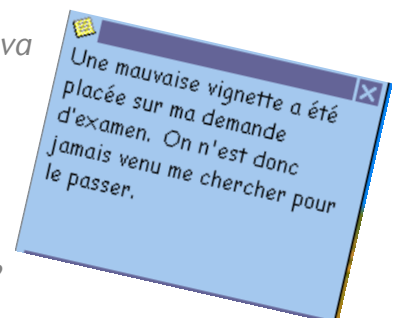 va
Une mauvaise vignette a été
placée sur ma demande
d'examen. On n'est donc
jamais venu me chercher pour
le passer.